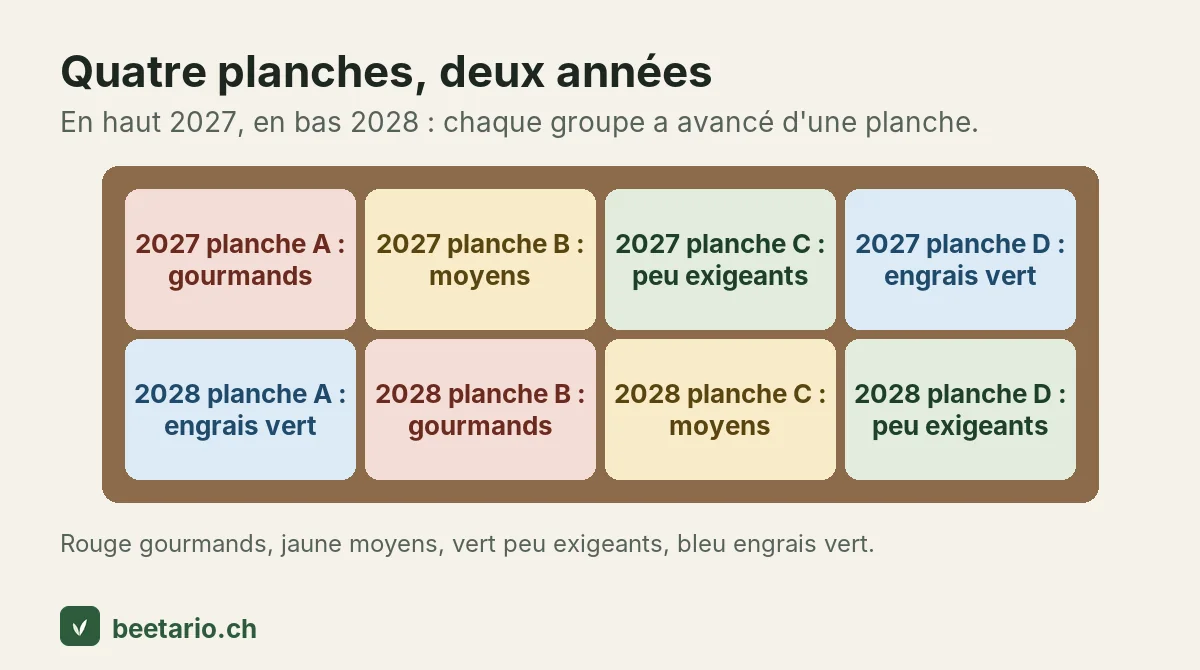 Quatre planches, deux années
En haut 2027, en bas 2028 : chaque groupe a avancé d'une planche.
2027 planche A :
gourmands
2027 planche B :
moyens
2027 planche C :
peu exigeants
2027 planche D :
engrais vert
2028 planche A :
engrais vert
2028 planche B :
gourmands
2028 planche C :
moyens
2028 planche D :
peu exigeants
Rouge gourmands, jaune moyens, vert peu exigeants, bleu engrais vert.
beetario.ch